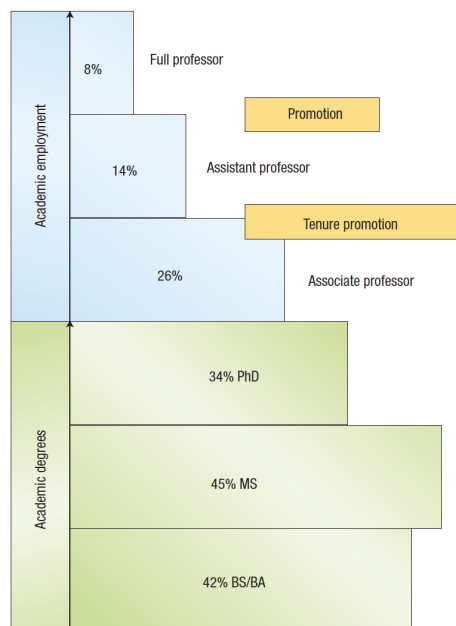 Academic employment
8%
Full professor
Promotion
14%
Assistant professor
Tenure promotion
26%
Associate professor
Academic degrees
34% PhD
45% MS
42% BS/BA